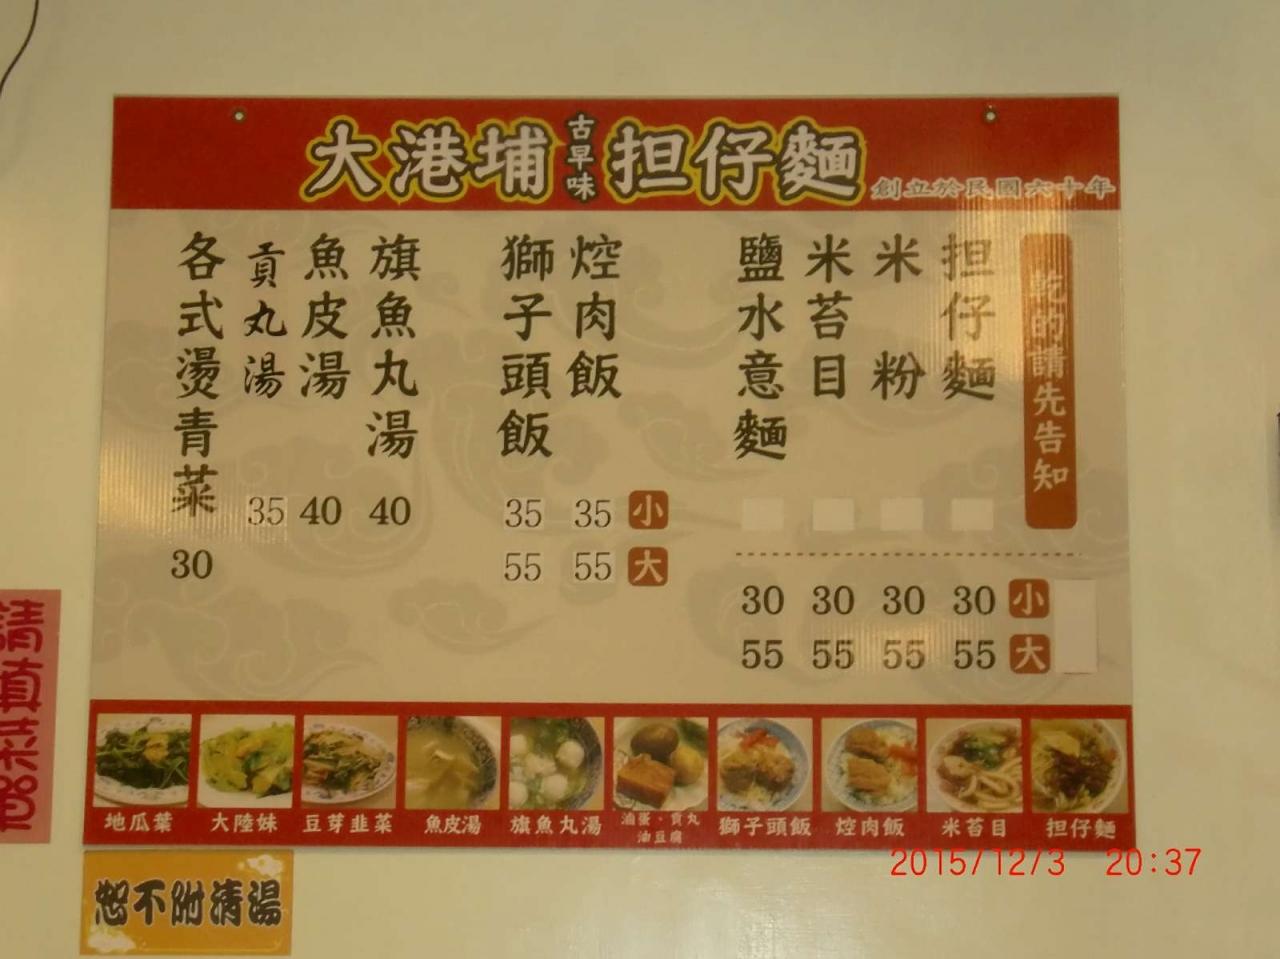 大港埔古早味担仔麵
創立於民國六十年
乾的請先告知
担仔麵 30 55
米粉 30 55
米苔目 30 55
鹽水意麵 30 55
小
大
小
大
焢肉飯 35 55
獅子頭飯 35 55
旗魚丸湯 40
魚皮湯 40
貢丸湯 35
各式燙青菜 30
地瓜葉
大陸妹
豆芽韭菜
魚皮湯
旗魚丸湯
滷蛋、貢丸
油豆腐
獅子頭飯
焢肉飯
米苔目
担仔麵
請填菜單
恕不附清湯
2015/12/3 20:37